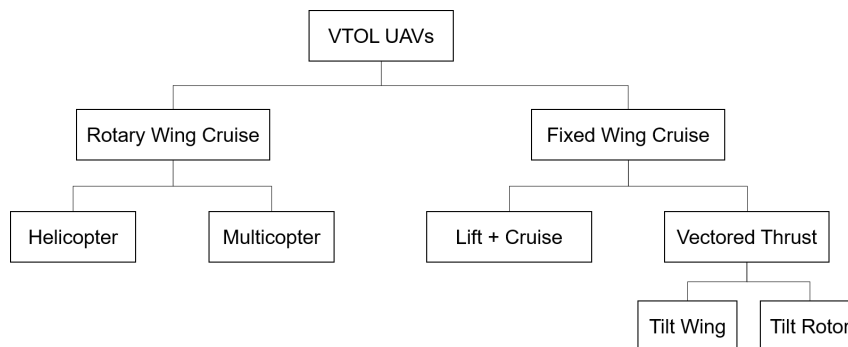 VTOL UAVs
Rotary Wing Cruise
Fixed Wing Cruise
Helicopter
Multicopter
Lift + Cruise
Vectored Thrust
Tilt Wing
Tilt Rotor